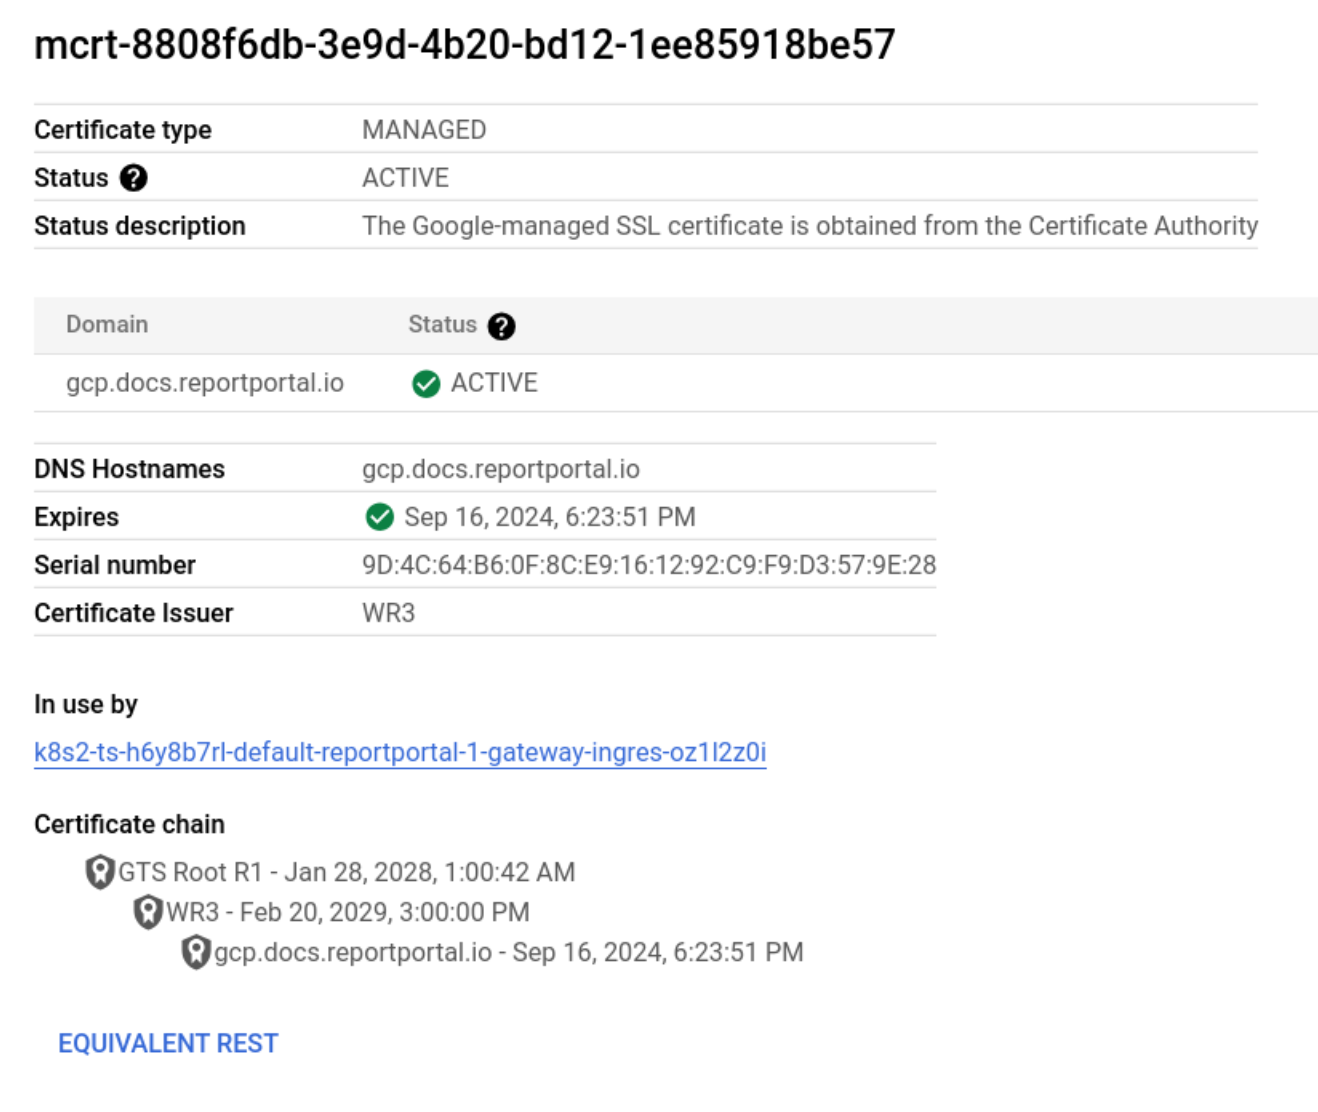 mcrt-8808f6db-3e9d-4b20-bd12-1ee85918be57
Certificate type MANAGED
Status ? ACTIVE
Status description The Google-managed SSL certificate is obtained from the Certificate Authority
Domain Status ?
gcp.docs.reportportal.io ACTIVE
DNS Hostnames gcp.docs.reportportal.io
Expires Sep 16, 2024, 6:23:51 PM
Serial number 9D:4C:64:B6:0F:8C:E9:16:12:92:C9:F9:D3:57:9E:28
Certificate Issuer WR3
In use by
k8s2-ts-h6y8b7rl-default-reportportal-1-gateway-ingres-oz1l2z0i
Certificate chain
GTS Root R1 - Jan 28, 2028, 1:00:42 AM
WR3 - Feb 20, 2029, 3:00:00 PM
gcp.docs.reportportal.io - Sep 16, 2024, 6:23:51 PM
EQUIVALENT REST